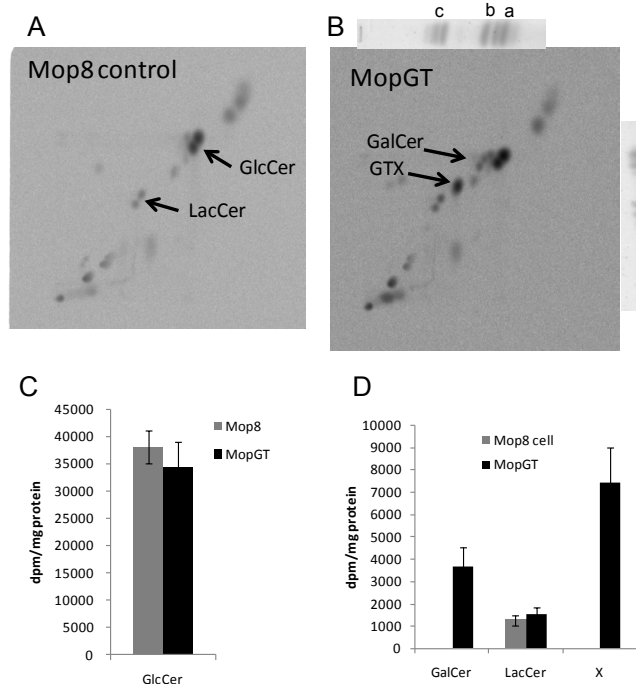 A
Mop8 control
GlcCer
LacCer
B
c b a
MopGT
GalCer
GTX
C
45000
40000
35000
30000
25000
20000
15000
10000
5000
0
dpm/mg protein
Mop8
MopGT
GlcCer
D
10000
9000
8000
7000
6000
5000
4000
3000
2000
1000
0
dpm/mg protein
Mop8 cell
MopGT
GalCer LacCer X